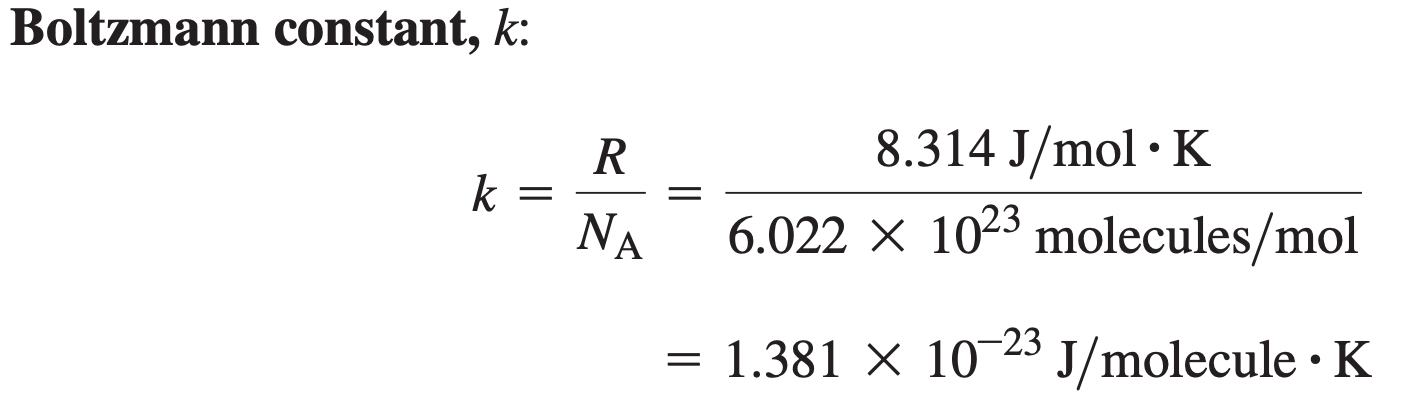 Boltzmann constant, k:
k = R/N_A = 8.314 J/mol · K / 6.022 × 10^23 molecules/mol
= 1.381 × 10^−23 J/molecule · K